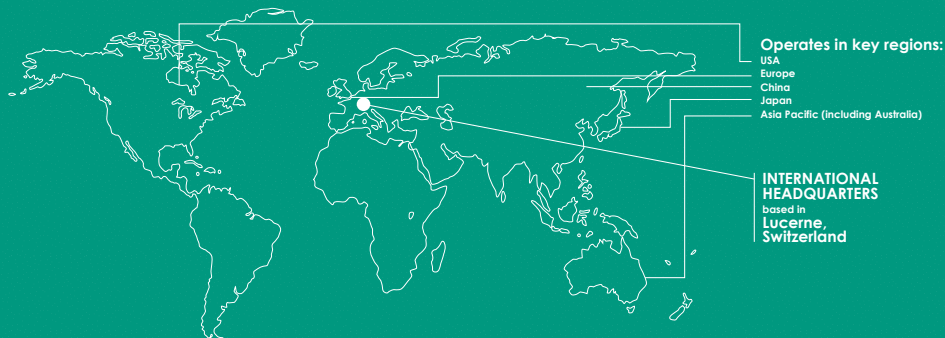 Operates in key regions:
USA
Europe
China
Japan
Asia Pacific (including Australia)
INTERNATIONAL
HEADQUARTERS
based in
Lucerne,
Switzerland